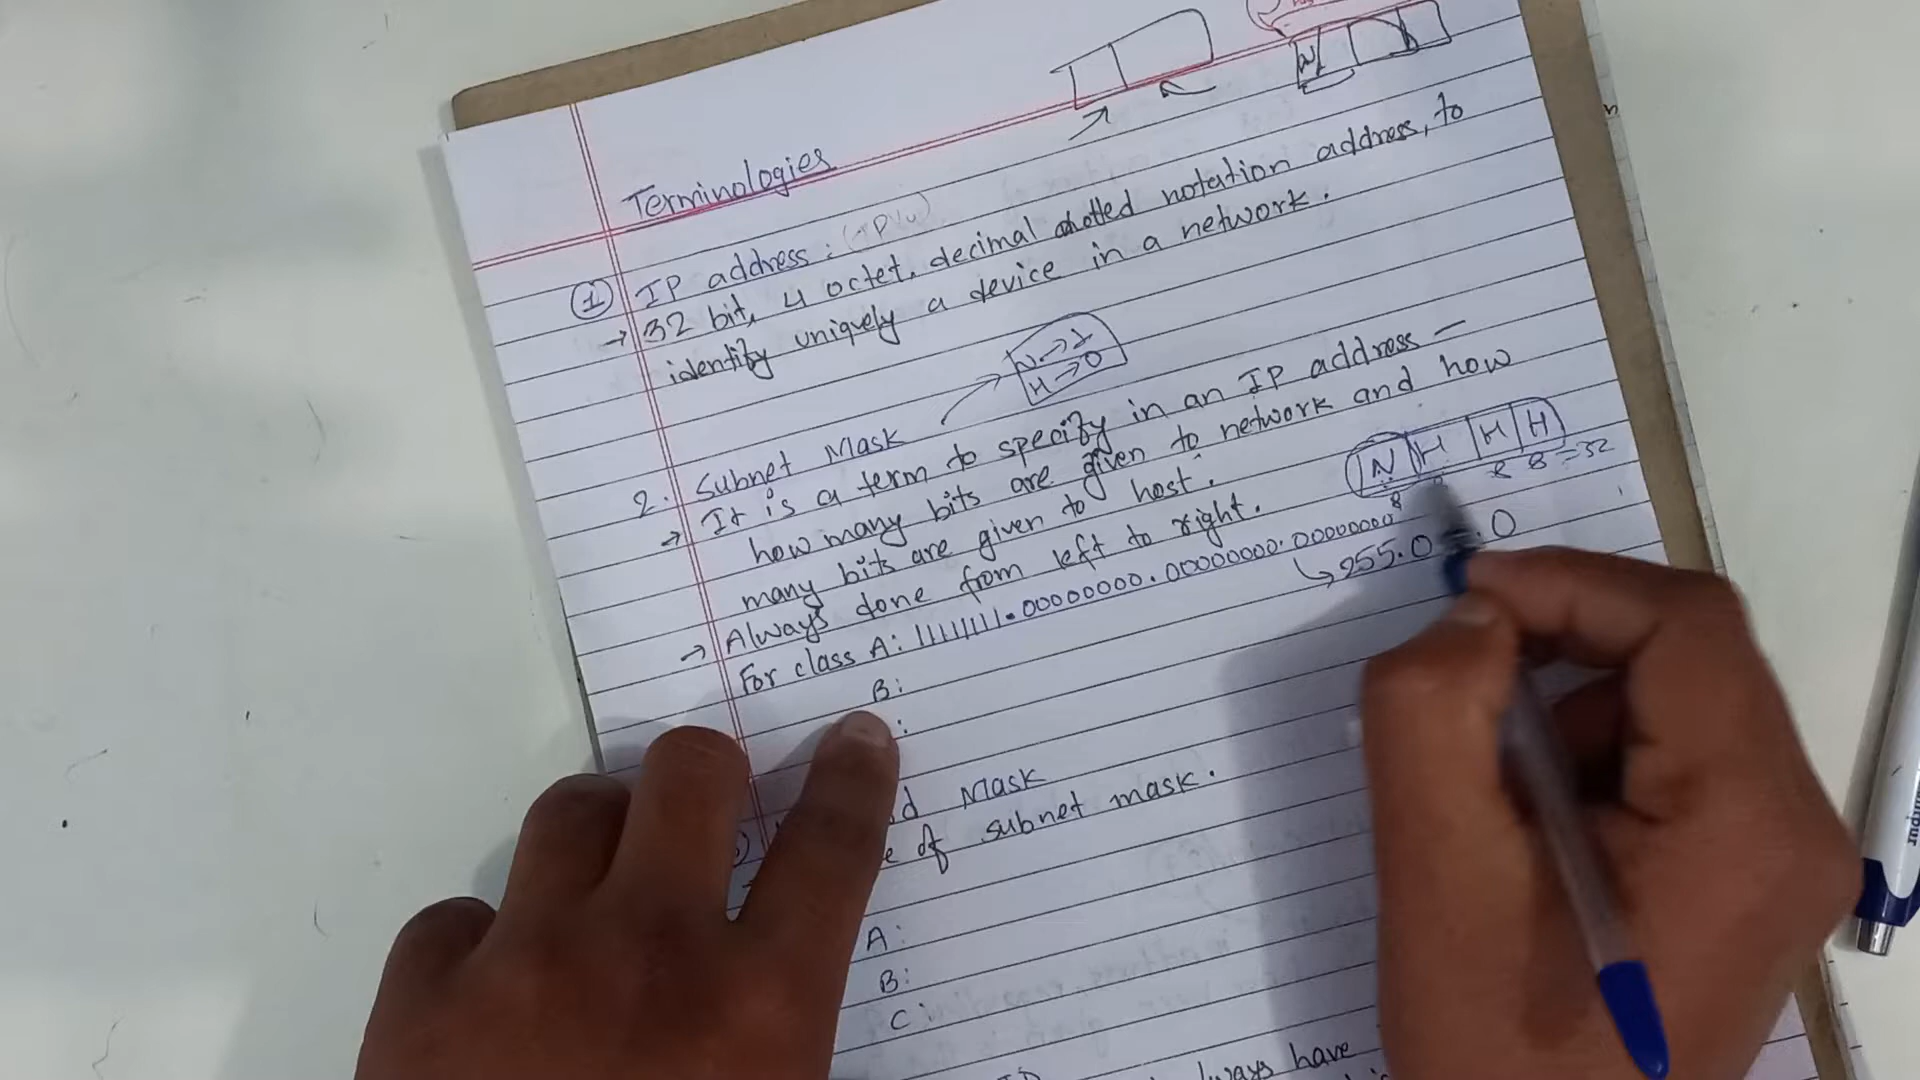 Terminologies
① IP address: (IPv4)
→ 32 bit, 4 octet, decimal dotted notation address, to
identify uniquely a device in a network.
N→1
H→0
2. Subnet Mask
→ It is a term to specify in an IP address —
how many bits are given to network and how
many bits are given to host.
N H H H
8 8 8 = 32
→ Always done from left to right.
For class A: 11111111.00000000.00000000.00000000
↳ 255.0 .0
B:
:
d Mask
e of subnet mask.
A:
B:
C:
have